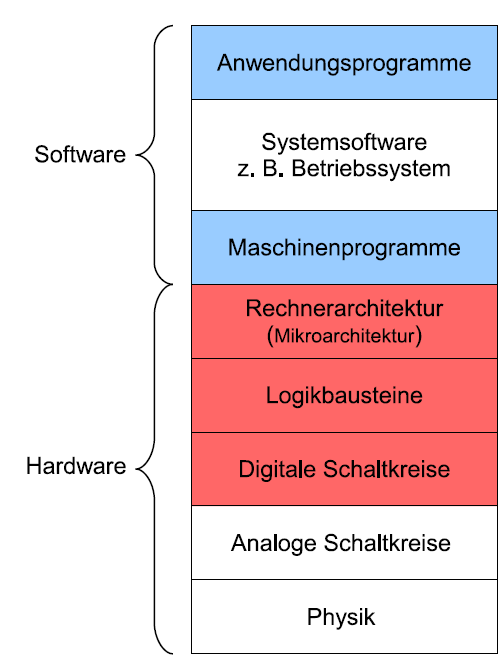 Anwendungsprogramme
Software
Systemsoftware
z. B. Betriebssystem
Maschinenprogramme
Rechnerarchitektur
(Mikroarchitektur)
Logikbausteine
Hardware
Digitale Schaltkreise
Analoge Schaltkreise
Physik